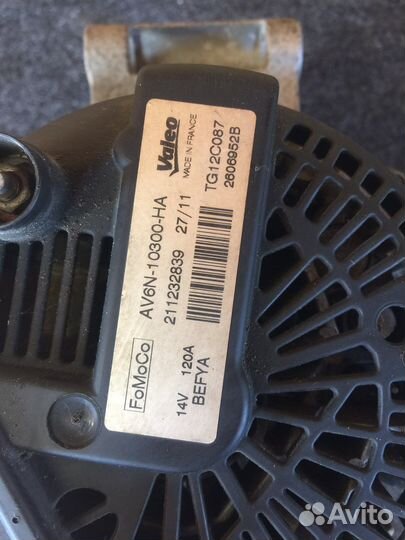 Valeo
MADE IN FRANCE
TG12C087
2606952B
AV6N-10300-HA
211232839 27/11
FoMoCo
14V 120A
BEFYA
Avito